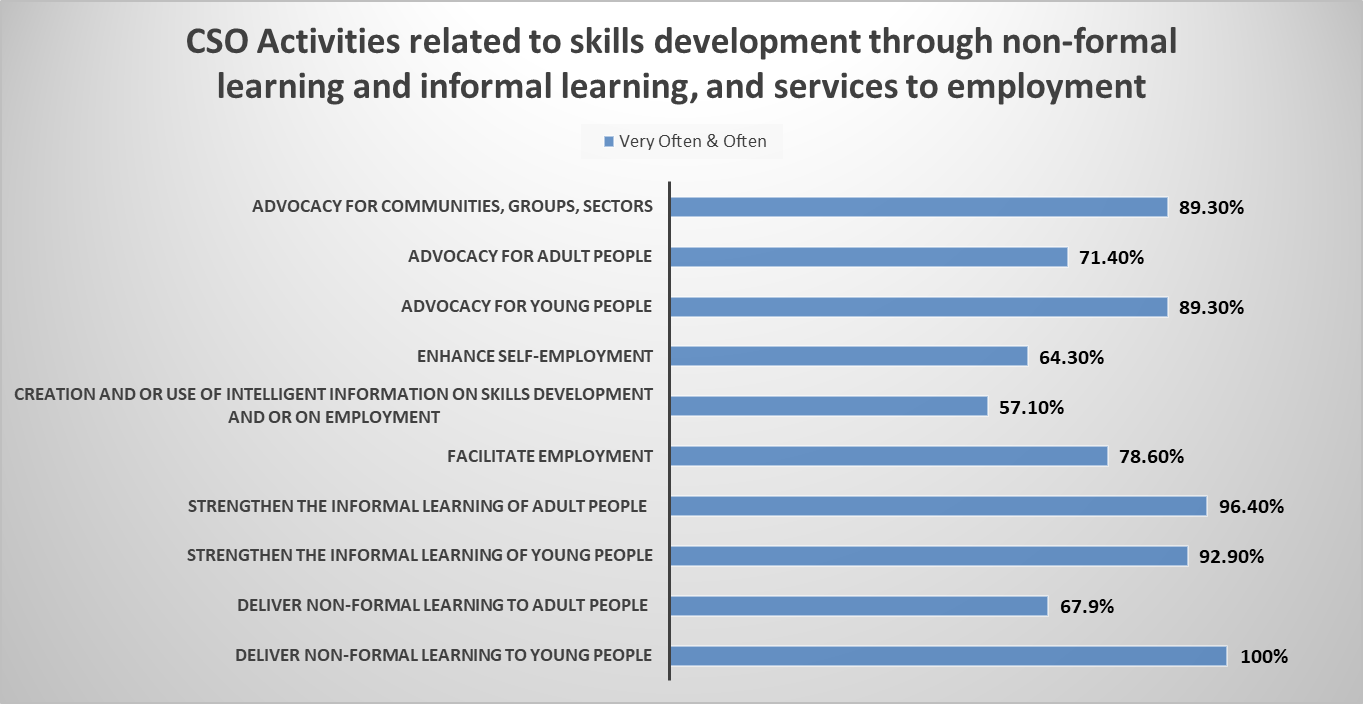 CSO Activities related to skills development through non-formal
learning and informal learning, and services to employment
Very Often & Often
ADVOCACY FOR COMMUNITIES, GROUPS, SECTORS 89.30%
ADVOCACY FOR ADULT PEOPLE 71.40%
ADVOCACY FOR YOUNG PEOPLE 89.30%
ENHANCE SELF-EMPLOYMENT 64.30%
CREATION AND OR USE OF INTELLIGENT INFORMATION ON SKILLS DEVELOPMENT
AND OR ON EMPLOYMENT 57.10%
FACILITATE EMPLOYMENT 78.60%
STRENGTHEN THE INFORMAL LEARNING OF ADULT PEOPLE 96.40%
STRENGTHEN THE INFORMAL LEARNING OF YOUNG PEOPLE 92.90%
DELIVER NON-FORMAL LEARNING TO ADULT PEOPLE 67.9%
DELIVER NON-FORMAL LEARNING TO YOUNG PEOPLE 100%